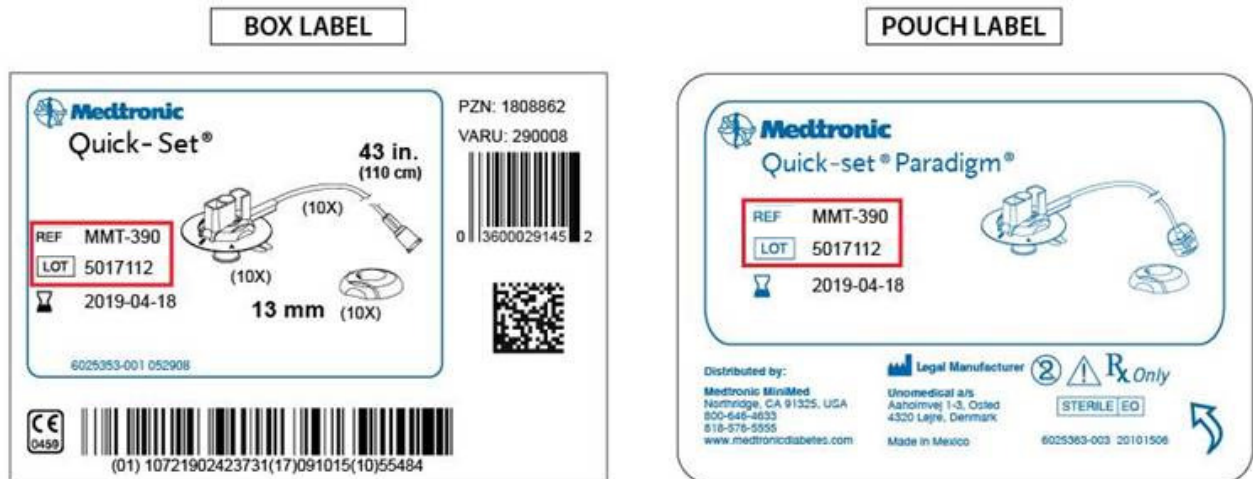 BOX LABEL
Medtronic
Quick-Set®
43 in.
(110 cm)
(10X)
REF MMT-390
LOT 5017112
(10X)
2019-04-18
13 mm (10X)
6025353-001 052908
PZN: 1808862
VARU: 290008
0 3600029145 2
CE
0459
(01) 10721902423731(17)091015(10)55484
POUCH LABEL
Medtronic
Quick-set® Paradigm®
REF MMT-390
LOT 5017112
2019-04-18
Distributed by:
Medtronic MiniMed
Northridge, CA 91325, USA
800-646-4633
818-576-5555
www.medtronicdiabetes.com
Legal Manufacturer
Unomedical a/s
Aaholmvej 1-3, Osted
4320 Lejre, Denmark
Made in Mexico
2
Rx Only
STERILE EO
6025363-003 20101506